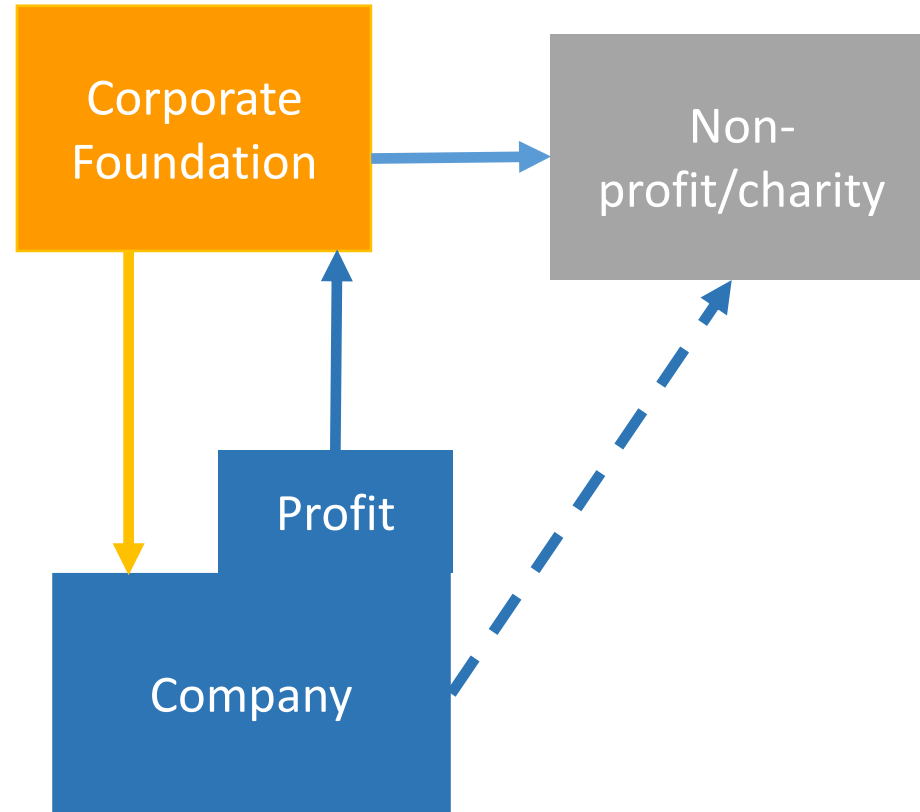 Corporate
Foundation
Non-
profit/charity
Profit
Company